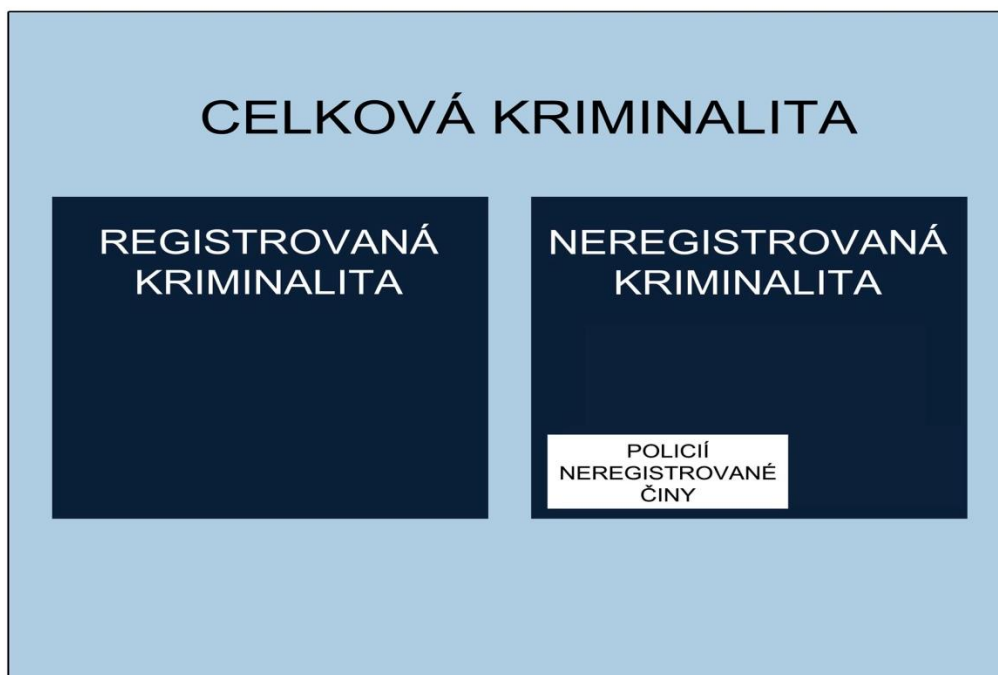 CELKOVÁ KRIMINALITA
REGISTROVANÁ
KRIMINALITA
NEREGISTROVANÁ
KRIMINALITA
POLICIÍ
NEREGISTROVANÉ
ČINY